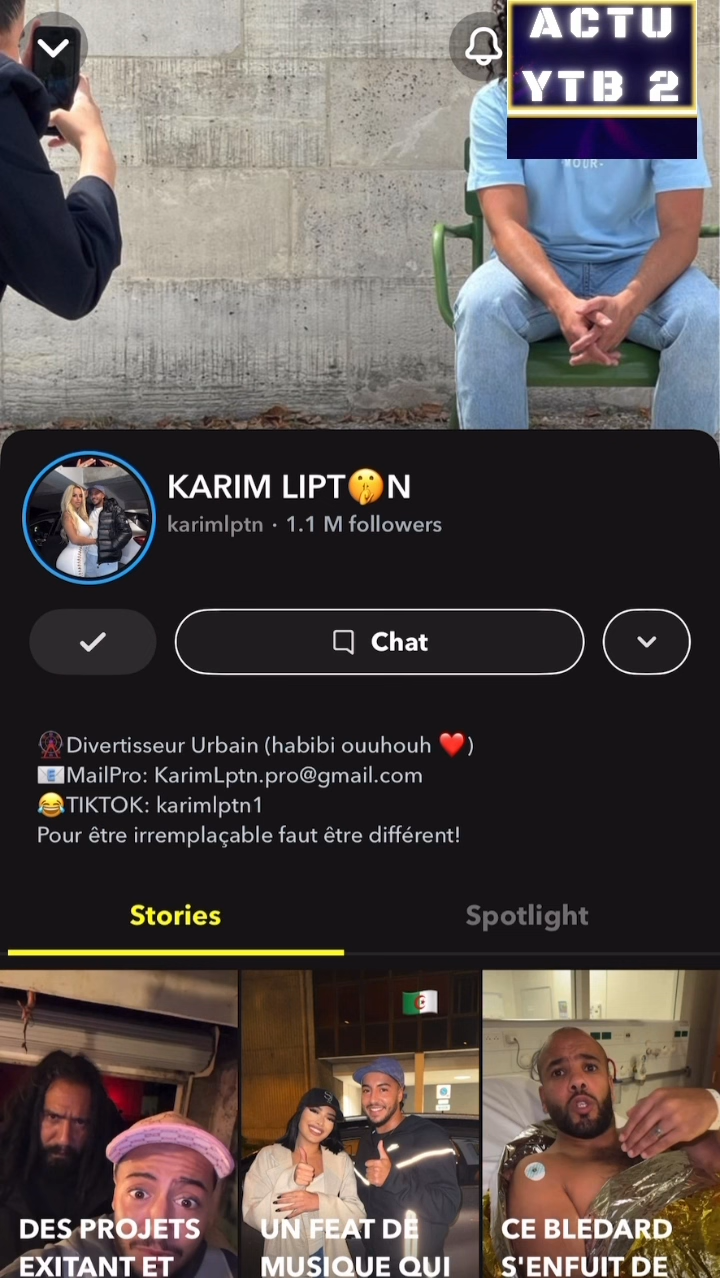 ACTU
YTB 2
KARIM LIPT🤫N
karimlptn · 1.1 M followers
Chat
🎡Divertisseur Urbain (habibi ouuhouh ❤️)
📧MailPro: KarimLptn.pro@gmail.com
😂TIKTOK: karimlptn1
Pour être irremplaçable faut être différent!
Stories
Spotlight
DES PROJETS
EXITANT ET
UN FEAT DE
MUSIQUE QUI
CE BLEDARD
S'ENFUIT DE